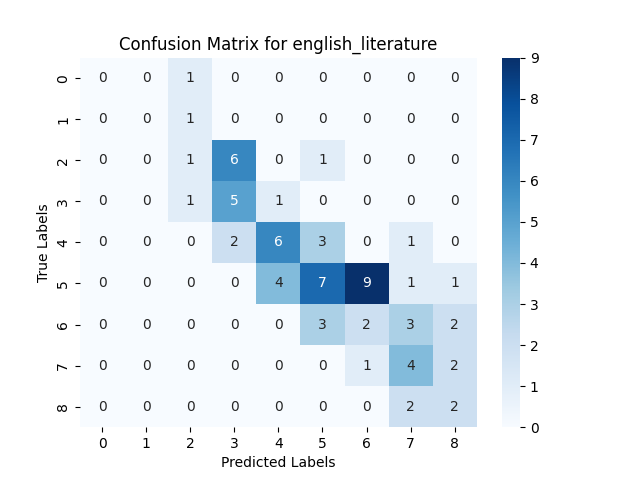 Confusion Matrix for english_literature
0 0 0 1 0 0 0 0 0 0
1 0 0 1 0 0 0 0 0 0
2 0 0 1 6 0 1 0 0 0
3 0 0 1 5 1 0 0 0 0
4 0 0 0 2 6 3 0 1 0
5 0 0 0 0 4 7 9 1 1
6 0 0 0 0 0 3 2 3 2
7 0 0 0 0 0 0 1 4 2
8 0 0 0 0 0 0 0 2 2
0 1 2 3 4 5 6 7 8
True Labels
Predicted Labels
9
8
7
6
5
4
3
2
1
0